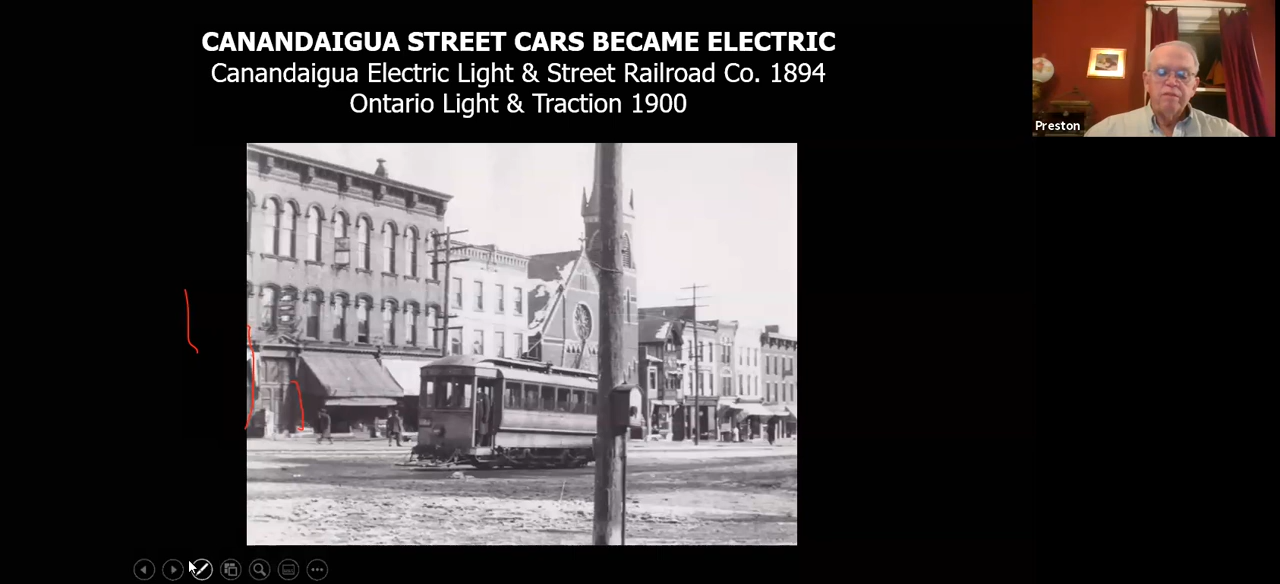 CANANDAIGUA STREET CARS BECAME ELECTRIC
Canandaigua Electric Light & Street Railroad Co. 1894
Ontario Light & Traction 1900
Preston